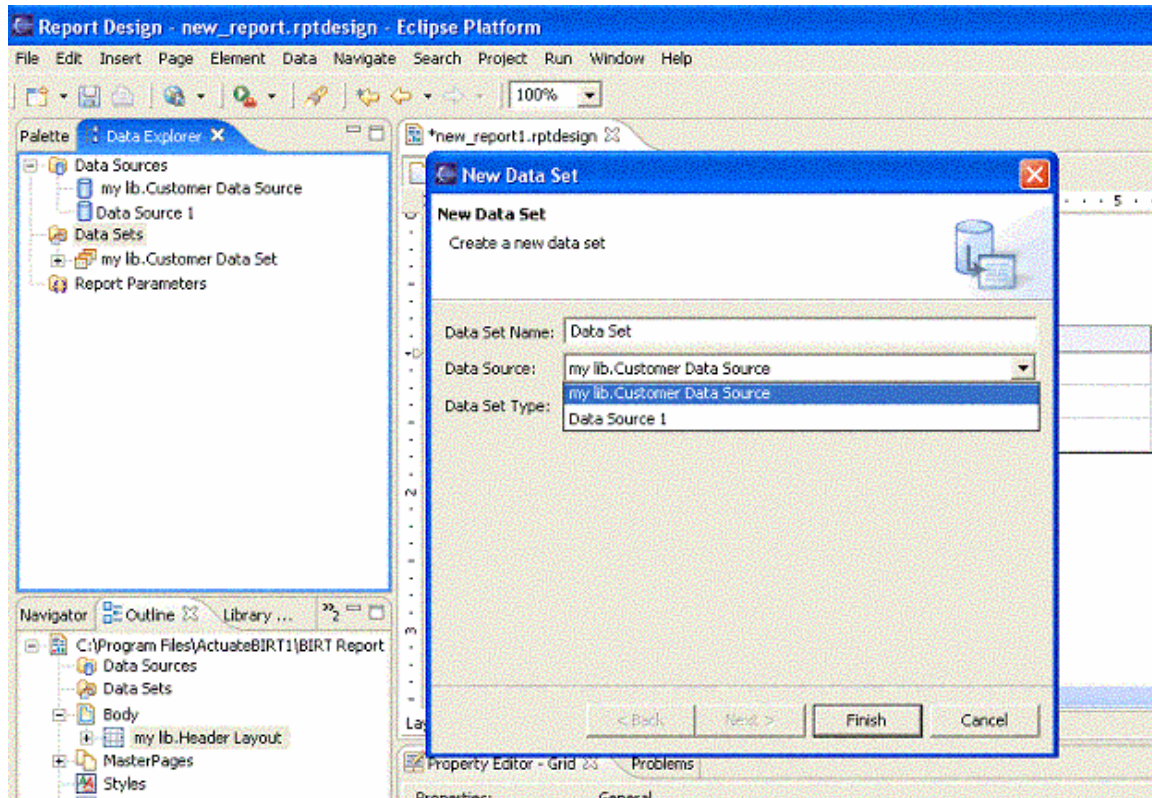 Report Design - new_report.rptdesign - Eclipse Platform
File Edit Insert Page Element Data Navigate Search Project Run Window Help
100%
Palette Data Explorer
Data Sources
my lib.Customer Data Source
Data Source 1
Data Sets
my lib.Customer Data Set
Report Parameters
*new_report1.rptdesign
5
New Data Set
New Data Set
Create a new data set
Data Set Name: Data Set
Data Source: my lib.Customer Data Source
my lib.Customer Data Source
Data Source 1
Data Set Type:
2
3
< Back Next > Finish Cancel
Navigator Outline Library ... »2
C:\Program Files\ActuateBIRT1\BIRT Report
Data Sources
Data Sets
Body
my lib.Header Layout
MasterPages
Styles
La
Property Editor - Grid Problems
Properties: General